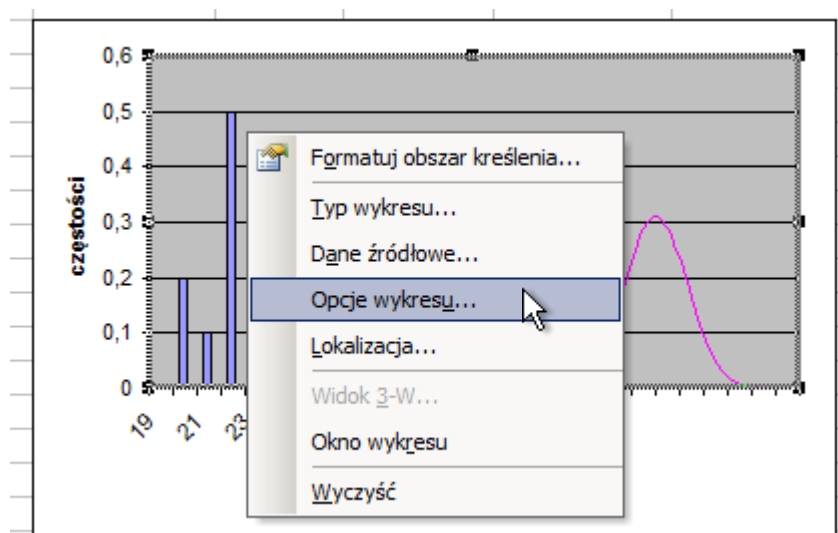 0,6
0,5
0,4
0,3
0,2
0,1
0
częstości
19
21
23
Formatuj obszar kreślenia...
Typ wykresu...
Dane źródłowe...
Opcje wykresu...
Lokalizacja...
Widok 3-W...
Okno wykresu
Wyczyść